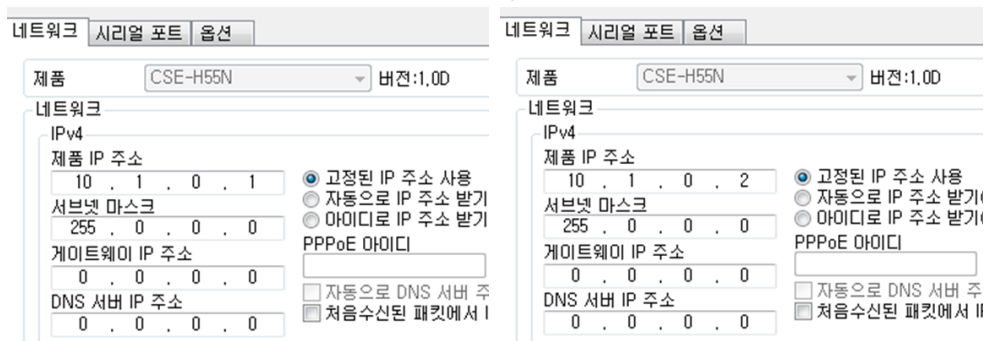 네트워크 시리얼 포트 옵션
제품 CSE-H55N 버전:1.0D
네트워크
IPv4
제품 IP 주소
10 . 1 . 0 . 1
서브넷 마스크
255 . 0 . 0 . 0
게이트웨이 IP 주소
0 . 0 . 0 . 0
DNS 서버 IP 주소
0 . 0 . 0 . 0
고정된 IP 주소 사용
자동으로 IP 주소 받기
아이디로 IP 주소 받기
PPPoE 아이디
자동으로 DNS 서버 주
처음수신된 패킷에서 I
네트워크 시리얼 포트 옵션
제품 CSE-H55N 버전:1.0D
네트워크
IPv4
제품 IP 주소
10 . 1 . 0 . 2
서브넷 마스크
255 . 0 . 0 . 0
게이트웨이 IP 주소
0 . 0 . 0 . 0
DNS 서버 IP 주소
0 . 0 . 0 . 0
고정된 IP 주소 사용
자동으로 IP 주소 받기
아이디로 IP 주소 받기
PPPoE 아이디
자동으로 DNS 서버 주
처음수신된 패킷에서 I